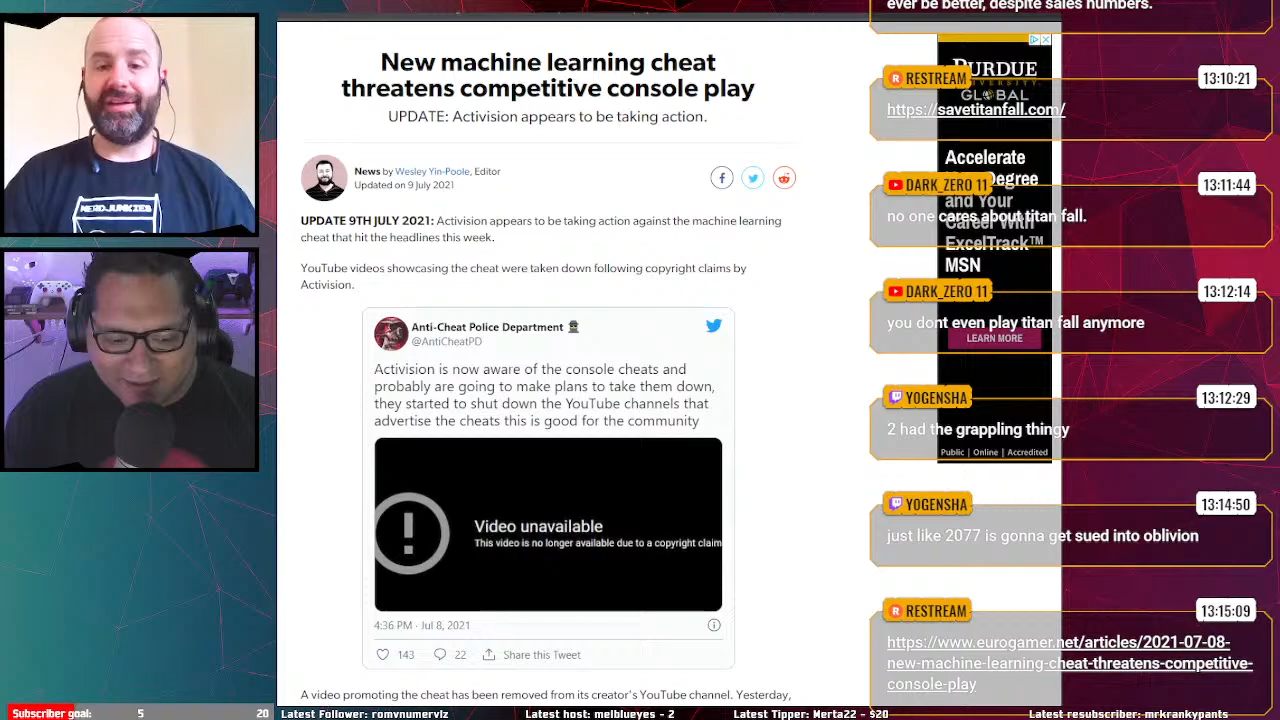 NERDJUNKIES
New machine learning cheat
threatens competitive console play
UPDATE: Activision appears to be taking action.
News by Wesley Yin-Poole, Editor
Updated on 9 July 2021
UPDATE 9TH JULY 2021: Activision appears to be taking action against the machine learning
cheat that hit the headlines this week.
YouTube videos showcasing the cheat were taken down following copyright claims by
Activision.
Anti-Cheat Police Department
@AntiCheatPD
Activision is now aware of the console cheats and
probably are going to make plans to take them down,
they started to shut down the YouTube channels that
advertise the cheats this is good for the community
Video unavailable
This video is no longer available due to a copyright claim
4:36 PM · Jul 8, 2021
143
22
Share this Tweet
A video promoting the cheat has been removed from its creator's YouTube channel. Yesterday,
PURDUE
UNIVERSITY
GLOBAL
Accelerate
Degree
and Your
Career With
ExcelTrack™
MSN
LEARN MORE
Public | Online | Accredited
ever be better, despite sales numbers.
RESTREAM
13:10:21
https://savetitanfall.com/
DARK_ZERO 11
13:11:44
no one cares about titan fall.
DARK_ZERO 11
13:12:14
you dont even play titan fall anymore
YOGENSHA
13:12:29
2 had the grappling thingy
YOGENSHA
13:14:50
just like 2077 is gonna get sued into oblivion
RESTREAM
13:15:09
https://www.eurogamer.net/articles/2021-07-08-
new-machine-learning-cheat-threatens-competitive-
console-play
Subscriber goal: 5 20
Latest Follower: romynumerviz
Latest host: melblueyes - 2
Latest Tipper: Merta22 - $20
Latest resubscriber: mrkrankypants